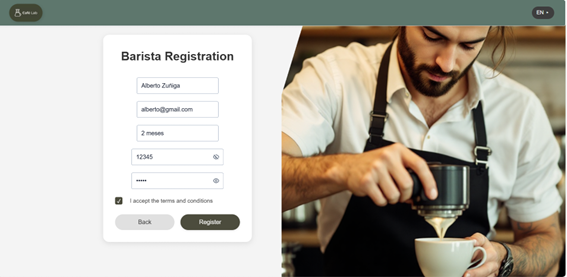 Kafé Lab
EN
Barista Registration
Alberto Zuñiga
alberto@gmail.com
2 meses
12345
•••••
I accept the terms and conditions
Back
Register